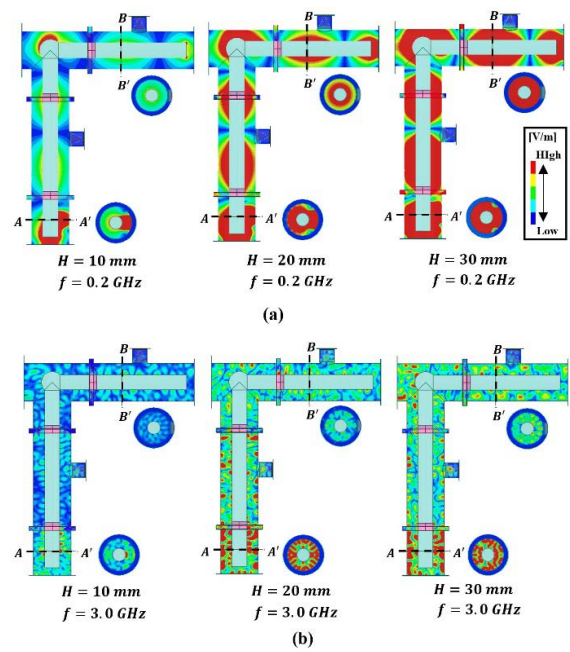 B
B
B
[V/m]
HIgh
Low
B'
B'
B'
A
A'
A
A'
A
A'
H = 10 mm
f = 0.2 GHz
H = 20 mm
f = 0.2 GHz
H = 30 mm
f = 0.2 GHz
(a)
B
B
B
B'
B'
B'
A
A'
A
A'
A
A'
H = 10 mm
f = 3.0 GHz
H = 20 mm
f = 3.0 GHz
H = 30 mm
f = 3.0 GHz
(b)